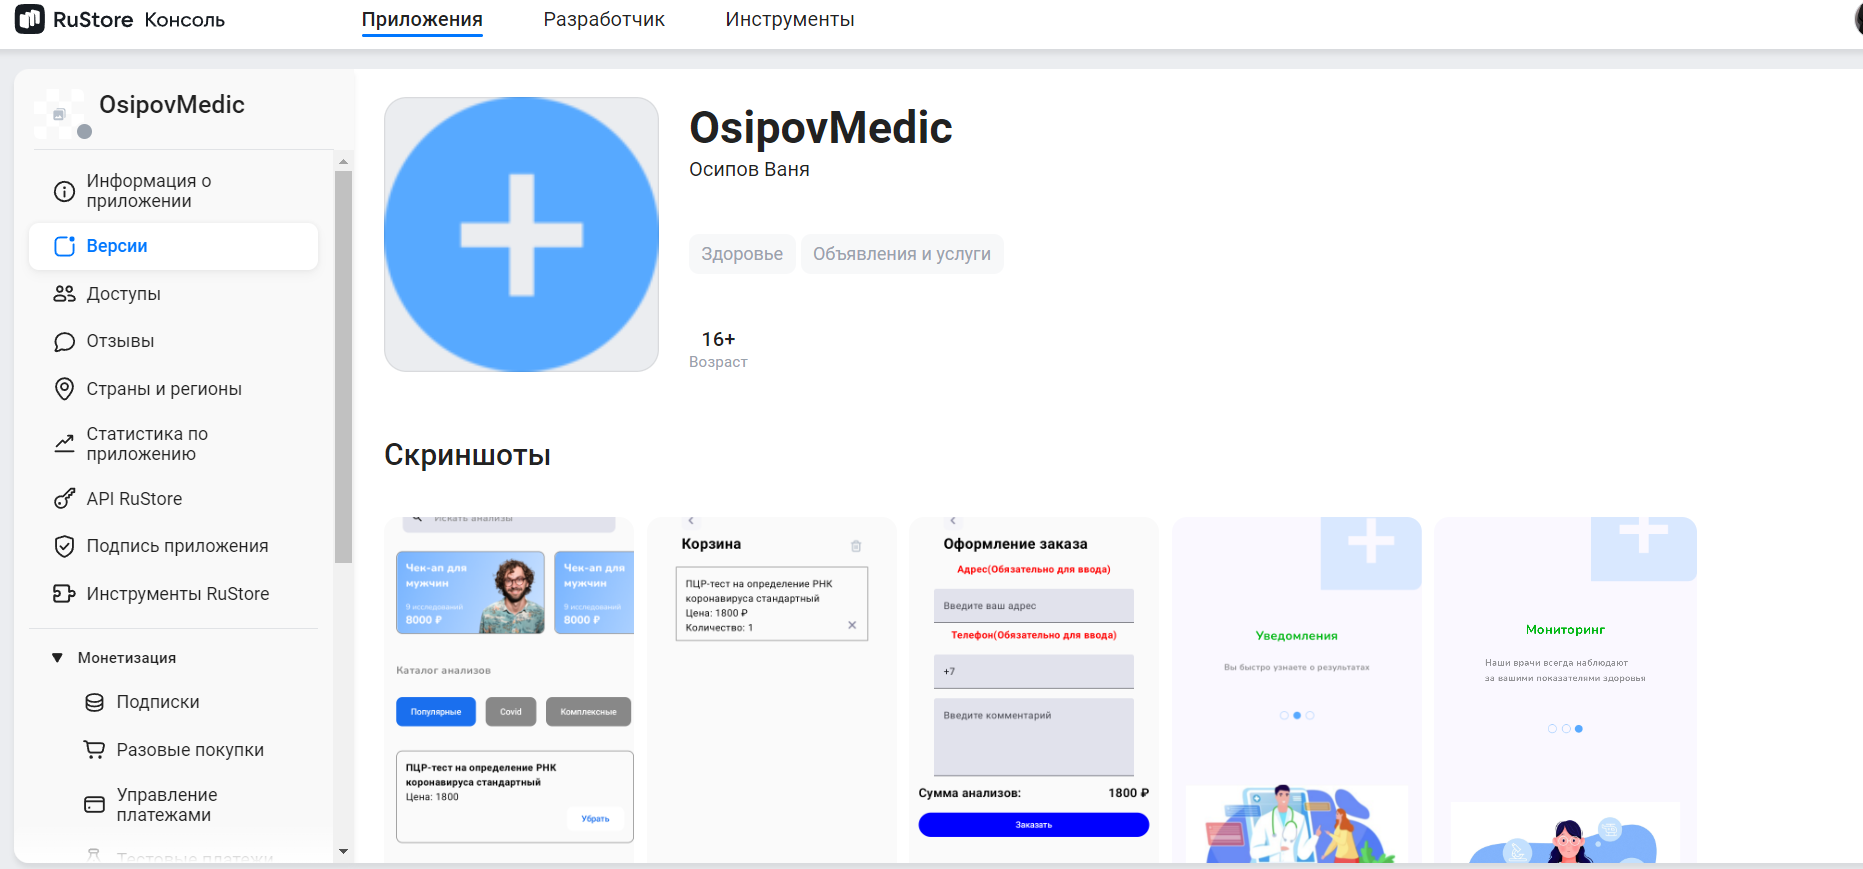 RuStore Консоль
Приложения
Разработчик
Инструменты
OsipovMedic
Информация о
приложении
Версии
Доступы
Отзывы
Страны и регионы
Статистика по
приложению
API RuStore
Подпись приложения
Инструменты RuStore
Монетизация
Подписки
Разовые покупки
Управление
платежами
Тестовые платежи
OsipovMedic
Осипов Ваня
Здоровье
Объявления и услуги
16+
Возраст
Скриншоты
Искать анализы
Чек-ап для
мужчин
9 исследований
8000 ₽
Чек-ап для
мужчин
9 исследований
8000 ₽
Каталог анализов
Популярные
Covid
Комплексные
ПЦР-тест на определение РНК
коронавируса стандартный
Цена: 1800
Убрать
Корзина
ПЦР-тест на определение РНК
коронавируса стандартный
Цена: 1800 ₽
Количество: 1
Оформление заказа
Адрес(Обязательно для ввода)
Введите ваш адрес
Телефон(Обязательно для ввода)
+7
Введите комментарий
Сумма анализов:
1800 ₽
Заказать
Уведомления
Вы быстро узнаете о результатах
Мониторинг
Наши врачи всегда наблюдают
за вашими показателями здоровья